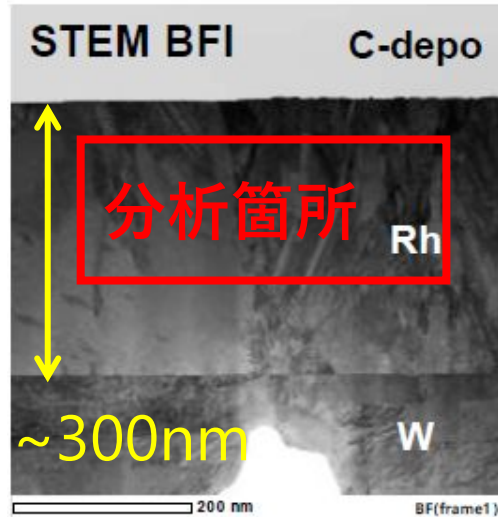 STEM BFI
C-depo
分析箇所
Rh
~300nm
W
200 nm
BF(frame1)